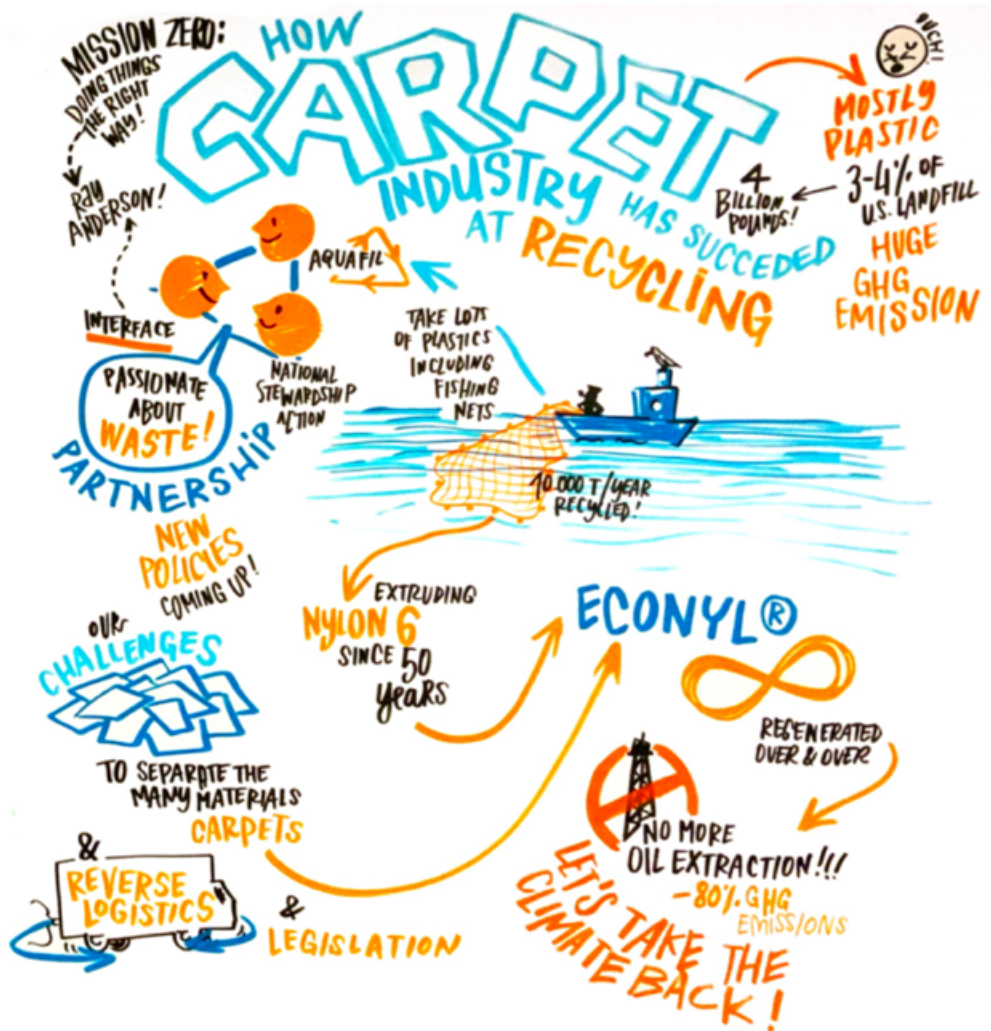 MISSION ZERO:
DOING THINGS
THE RIGHT
WAY!
RAY
ANDERSON!
HOW
CARPET
INDUSTRY HAS SUCCEDED
AT RECYCLING
OUCH!
MOSTLY
PLASTIC
3-4% OF
U.S. LANDFILL
4
BILLION
POUNDS!
HUGE
GHG
EMISSION
AQUAFIL
INTERFACE
NATIONAL
STEWARDSHIP
ACTION
PASSIONATE
ABOUT
WASTE!
PARTNERSHIP
TAKE LOTS
OF PLASTICS
INCLUDING
FISHING
NETS
10.000 T/YEAR
RECYCLED!
NEW
POLICIES
COMING UP!
EXTRUDING
NYLON 6
SINCE 50
YEARS
ECONYL®
REGENERATED
OVER & OVER
OUR
CHALLENGES
TO SEPARATE THE
MANY MATERIALS
CARPETS
&
REVERSE
LOGISTICS
&
LEGISLATION
NO MORE
OIL EXTRACTION!!!
-80% GHG
EMISSIONS
LET'S TAKE THE
CLIMATE BACK!